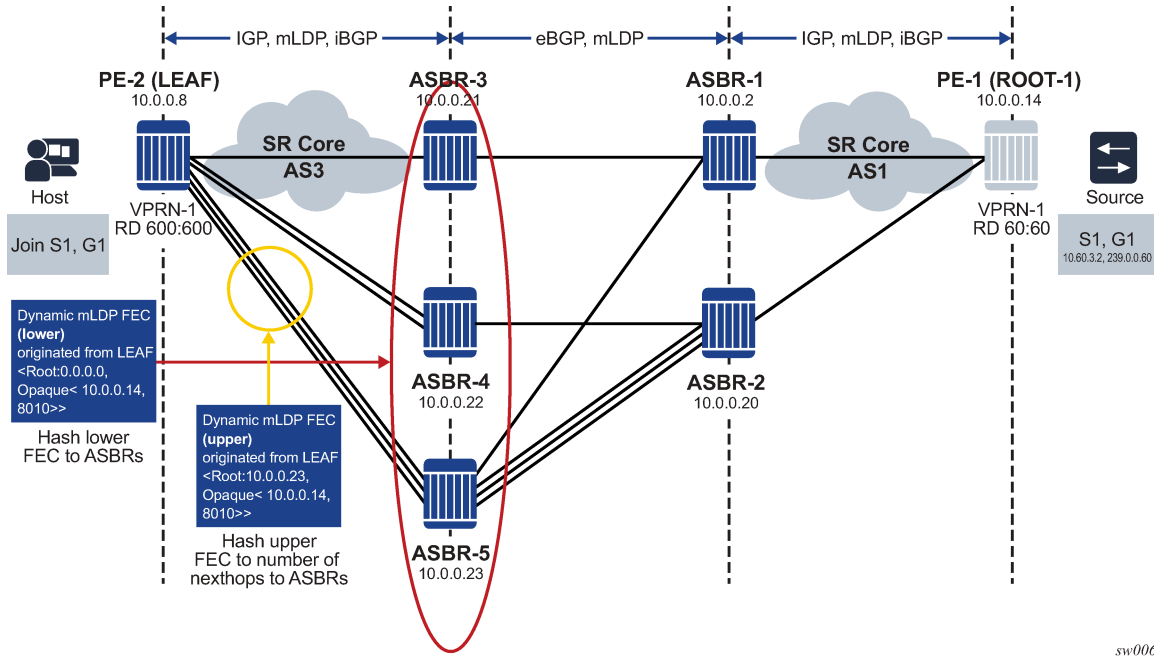 IGP, mLDP, iBGP
eBGP, mLDP
IGP, mLDP, iBGP
PE-2 (LEAF)
10.0.0.8
ASBR-3
10.0.0.21
ASBR-1
10.0.0.2
PE-1 (ROOT-1)
10.0.0.14
SR Core
AS3
SR Core
AS1
Host
Source
VPRN-1
RD 600:600
VPRN-1
RD 60:60
Join S1, G1
S1, G1
10.60.3.2, 239.0.0.60
Dynamic mLDP FEC
(lower)
originated from LEAF
<Root:0.0.0.0,
Opaque< 10.0.0.14,
8010>>
Hash lower
FEC to ASBRs
ASBR-4
10.0.0.22
ASBR-2
10.0.0.20
Dynamic mLDP FEC
(upper)
originated from LEAF
<Root:10.0.0.23,
Opaque< 10.0.0.14,
8010>>
Hash upper
FEC to number of
nexthops to ASBRs
ASBR-5
10.0.0.23
sw006